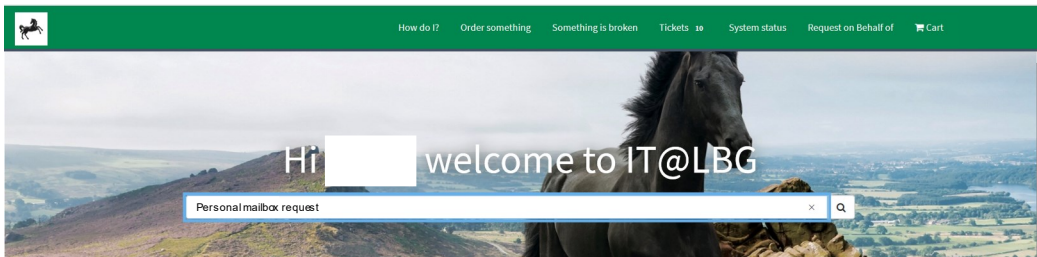 How do I? Order something Something is broken Tickets 10 System status Request on Behalf of Cart
Hi welcome to IT@LBG
Personal mailbox request